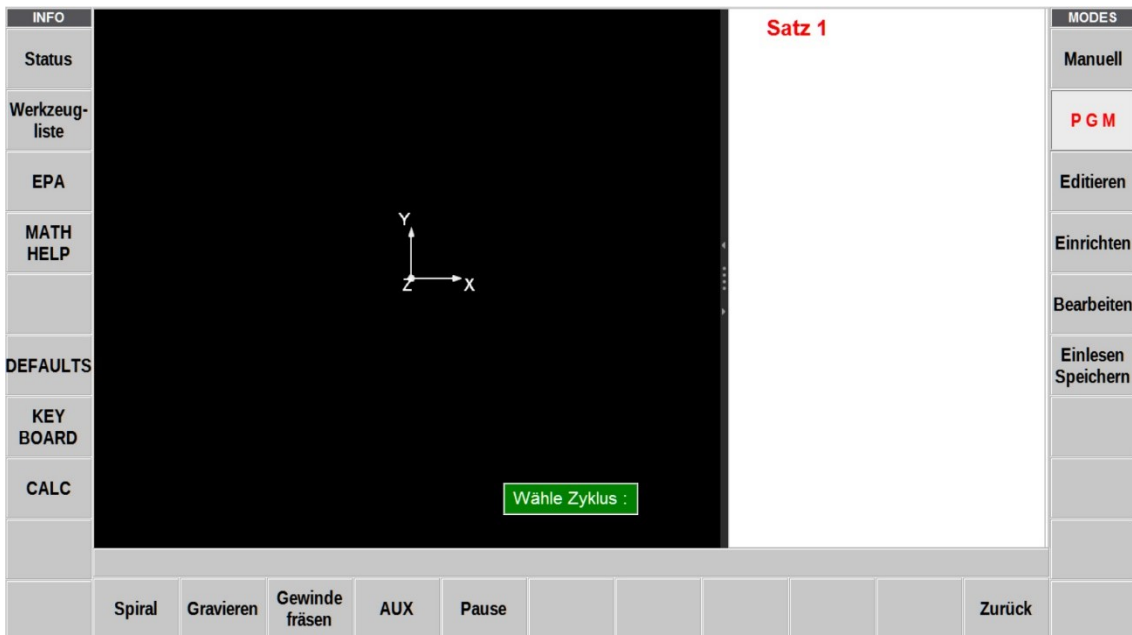 INFO
Status
Werkzeug-
liste
EPA
MATH
HELP
DEFAULTS
KEY
BOARD
CALC
Y
Z
X
Wähle Zyklus :
Satz 1
MODES
Manuell
P G M
Editieren
Einrichten
Bearbeiten
Einlesen
Speichern
Spiral
Gravieren
Gewinde
fräsen
AUX
Pause
Zurück